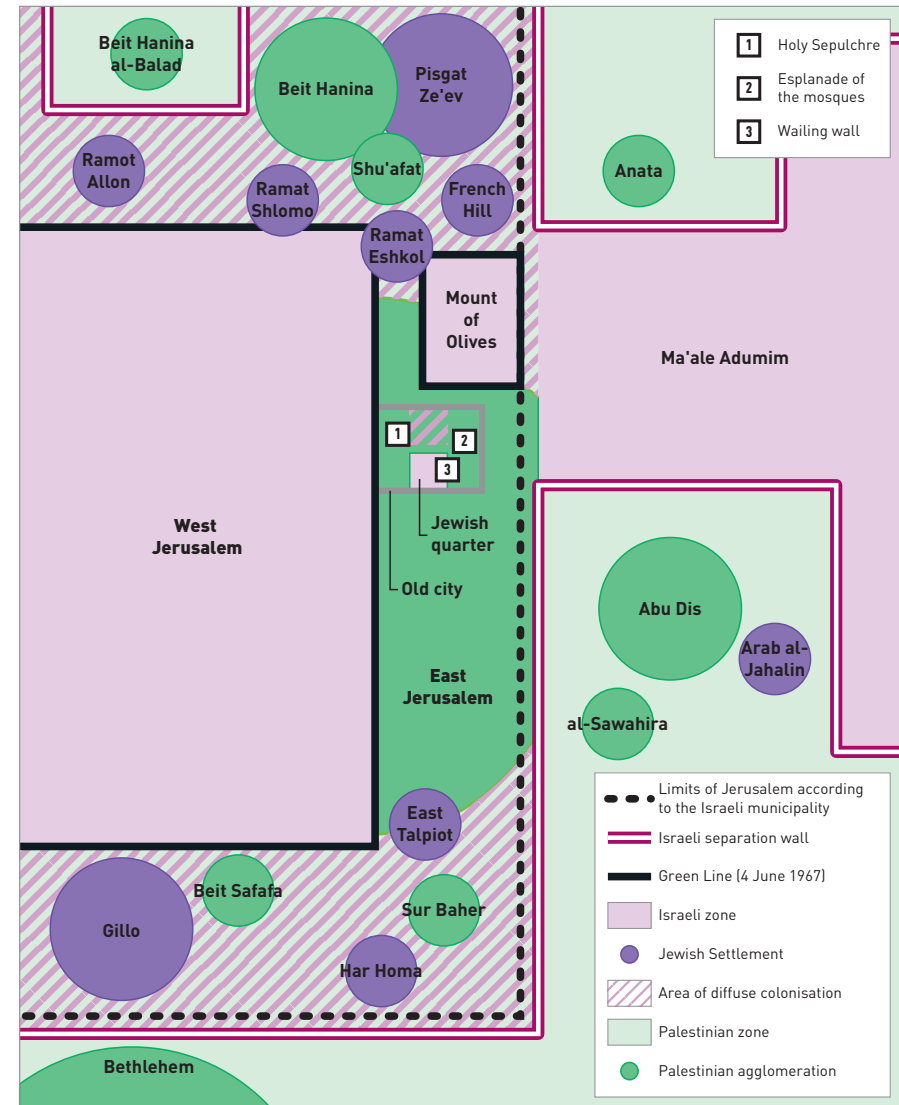 Beit Hanina
al-Balad
Beit Hanina
Pisgat
Ze'ev
1 Holy Sepulchre
2 Esplanade of
the mosques
3 Wailing wall
Ramot
Allon
Ramat
Shlomo
Shu'afat
French
Hill
Anata
Ramat
Eshkol
Mount
of
Olives
Ma'ale Adumim
1
2
3
West
Jerusalem
Jewish
quarter
Old city
East
Jerusalem
Abu Dis
Arab al-
Jahalin
al-Sawahira
East
Talpiot
Beit Safafa
Gillo
Sur Baher
Har Homa
Bethlehem
Limits of Jerusalem according
to the Israeli municipality
Israeli separation wall
Green Line (4 June 1967)
Israeli zone
Jewish Settlement
Area of diffuse colonisation
Palestinian zone
Palestinian agglomeration